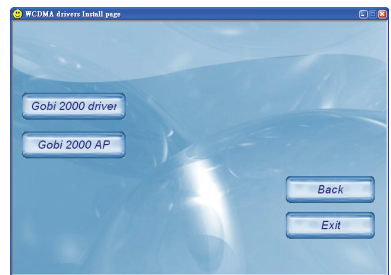 WCDMA drivers Install page
Gobi 2000 driver
Gobi 2000 AP
Back
Exit